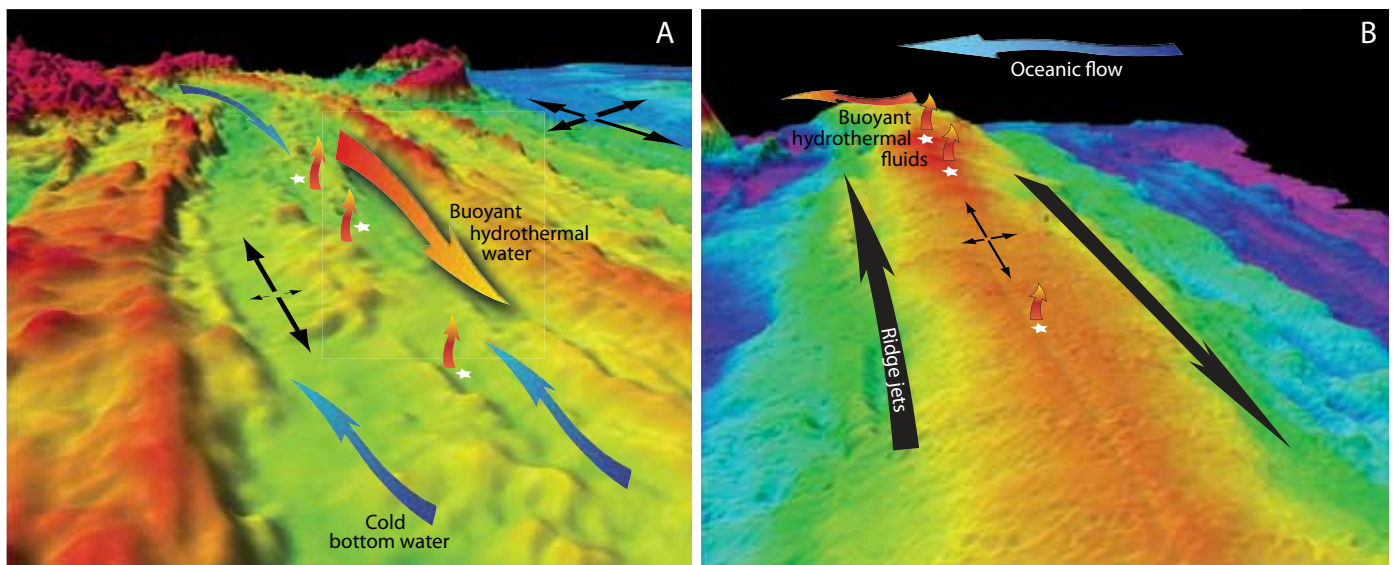 A
Buoyant
hydrothermal
water
Cold
bottom water
B
Oceanic flow
Buoyant
hydrothermal
fluids
Ridge jets